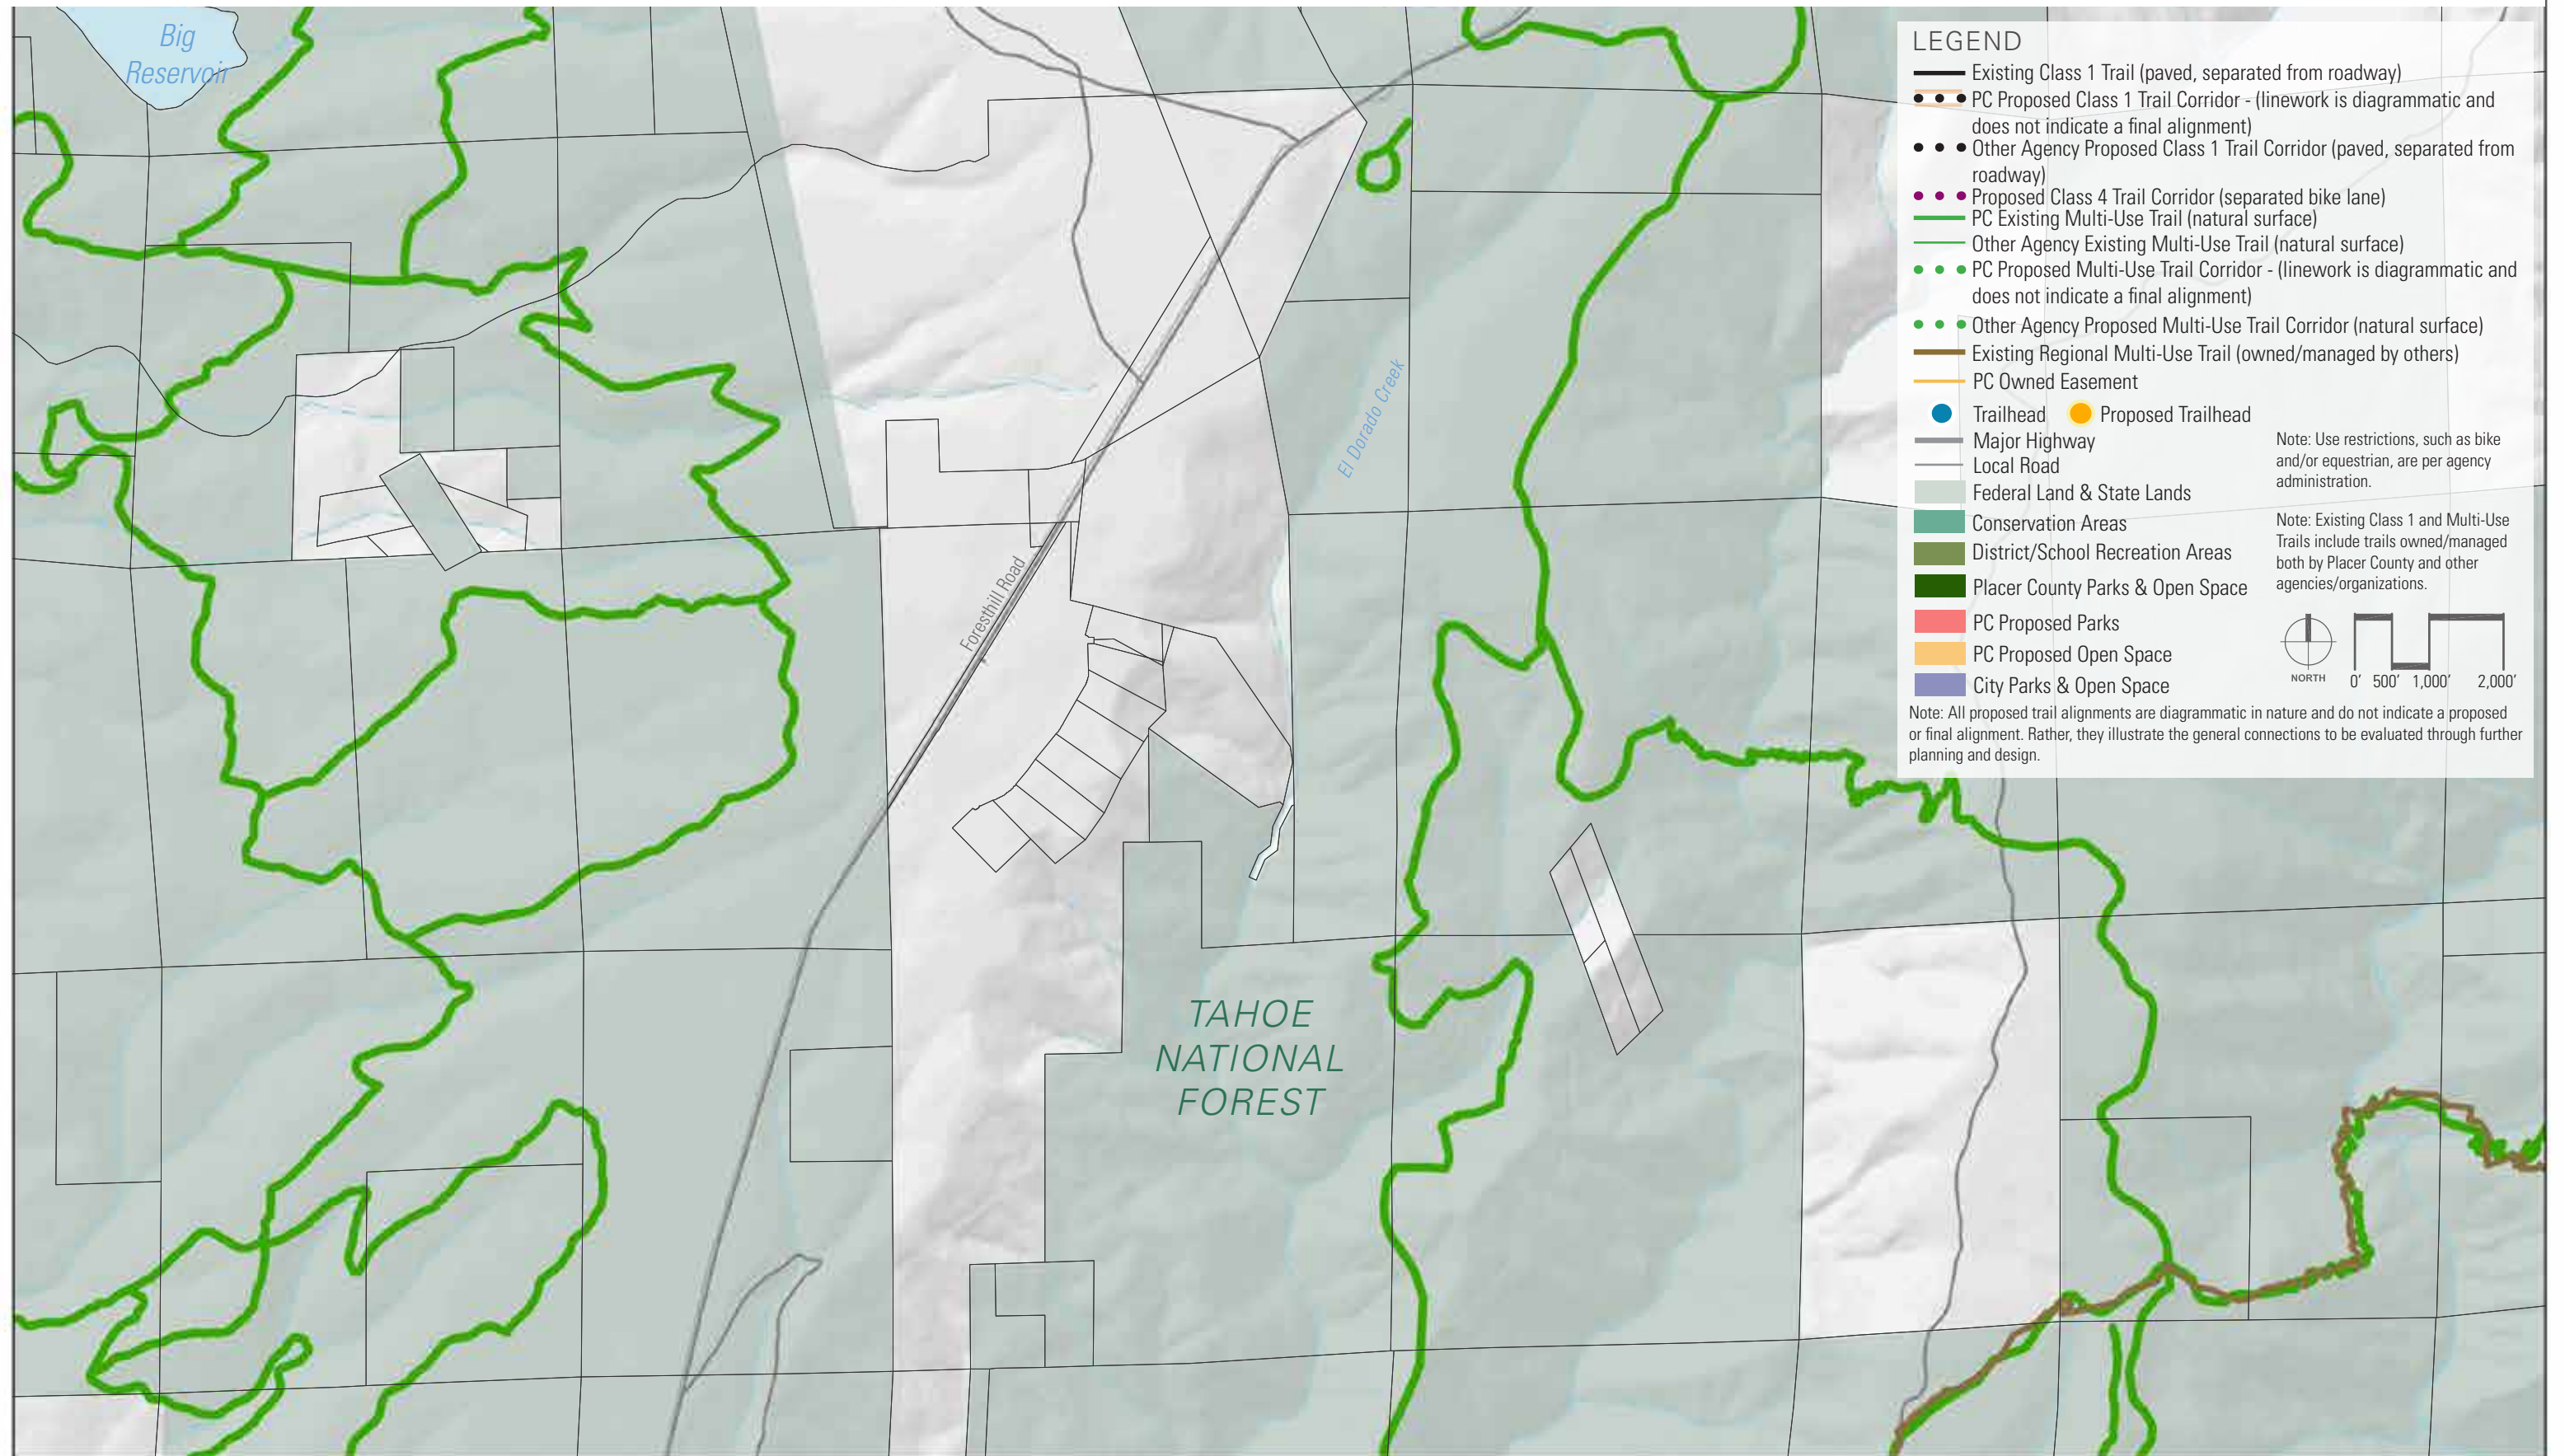 Big
Reservoir
El Dorado Creek
Foresthill Road
TAHOE
NATIONAL
FOREST
LEGEND
Existing Class 1 Trail (paved, separated from roadway)
PC Proposed Class 1 Trail Corridor - (linework is diagrammatic and
does not indicate a final alignment)
Other Agency Proposed Class 1 Trail Corridor (paved, separated from
roadway)
Proposed Class 4 Trail Corridor (separated bike lane)
PC Existing Multi-Use Trail (natural surface)
Other Agency Existing Multi-Use Trail (natural surface)
PC Proposed Multi-Use Trail Corridor - (linework is diagrammatic and
does not indicate a final alignment)
Other Agency Proposed Multi-Use Trail Corridor (natural surface)
Existing Regional Multi-Use Trail (owned/managed by others)
PC Owned Easement
Trailhead Proposed Trailhead
Major Highway
Local Road
Federal Land & State Lands
Conservation Areas
District/School Recreation Areas
Placer County Parks & Open Space
PC Proposed Parks
PC Proposed Open Space
City Parks & Open Space
Note: Use restrictions, such as bike
and/or equestrian, are per agency
administration.
Note: Existing Class 1 and Multi-Use
Trails include trails owned/managed
both by Placer County and other
agencies/organizations.
NORTH 0' 500' 1,000' 2,000'
Note: All proposed trail alignments are diagrammatic in nature and do not indicate a proposed
or final alignment. Rather, they illustrate the general connections to be evaluated through further
planning and design.